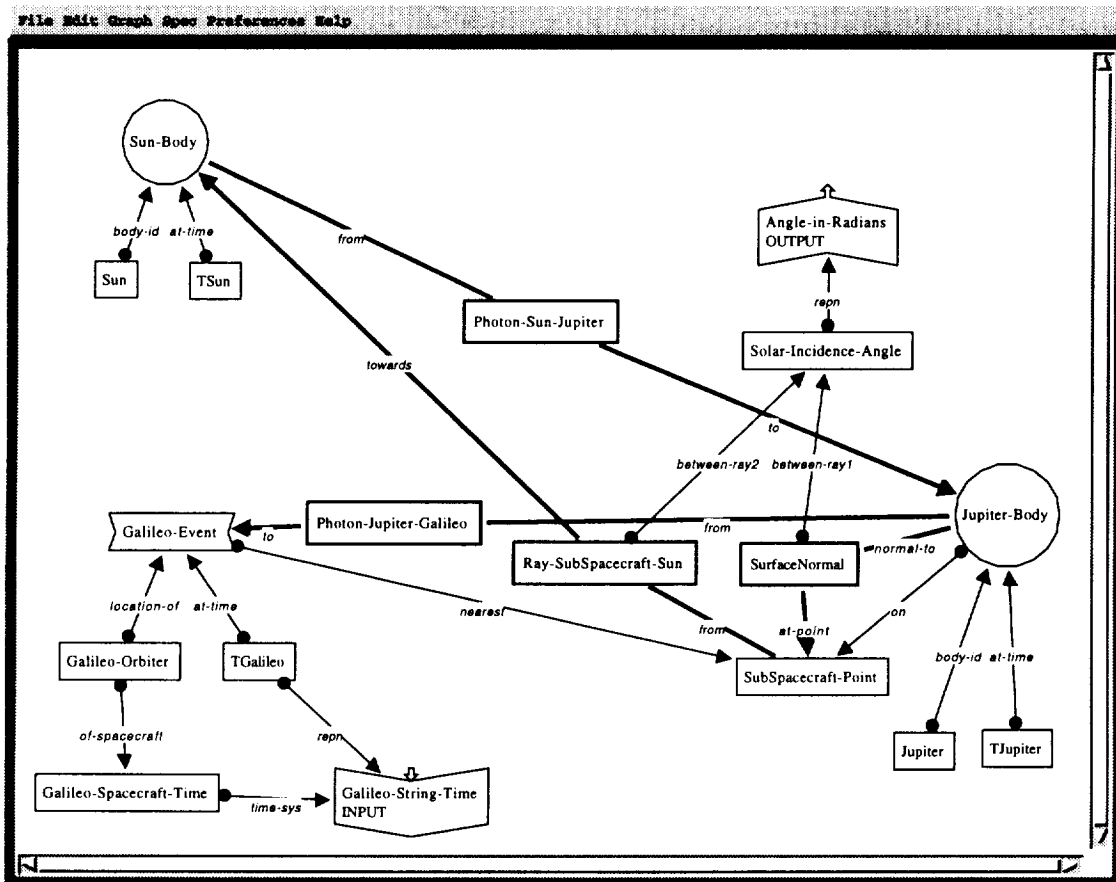 File Edit Graph Spec Preferences Help
Sun-Body
body-id
at-time
Sun
TSun
from
Angle-in-Radians
OUTPUT
repn
Photon-Sun-Jupiter
Solar-Incidence-Angle
towards
to
between-ray2
between-ray1
Galileo-Event
to
Photon-Jupiter-Galileo
from
Jupiter-Body
Ray-SubSpacecraft-Sun
SurfaceNormal
normal-to
location-of
at-time
nearest
from
at-point
on
Galileo-Orbiter
TGalileo
SubSpacecraft-Point
body-id
at-time
of-spacecraft
repn
Jupiter
TJupiter
Galileo-Spacecraft-Time
time-sys
Galileo-String-Time
INPUT